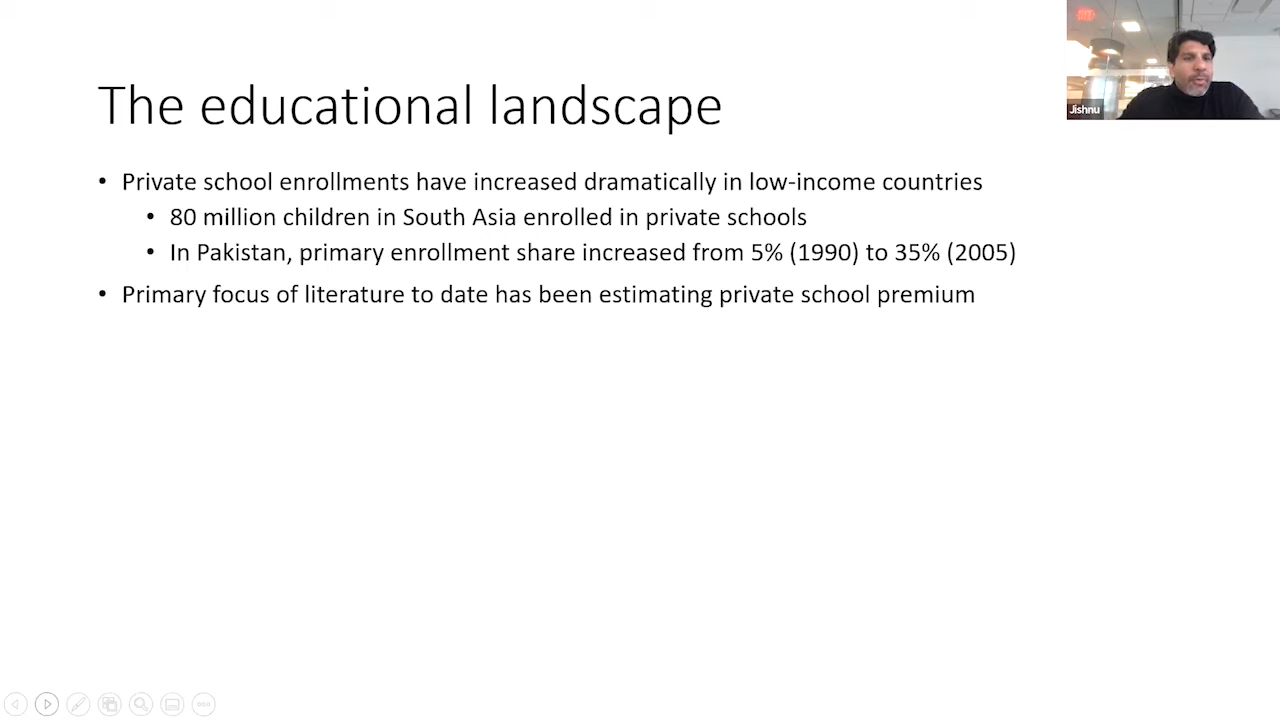 Jishnu
The educational landscape
• Private school enrollments have increased dramatically in low-income countries
• 80 million children in South Asia enrolled in private schools
• In Pakistan, primary enrollment share increased from 5% (1990) to 35% (2005)
• Primary focus of literature to date has been estimating private school premium